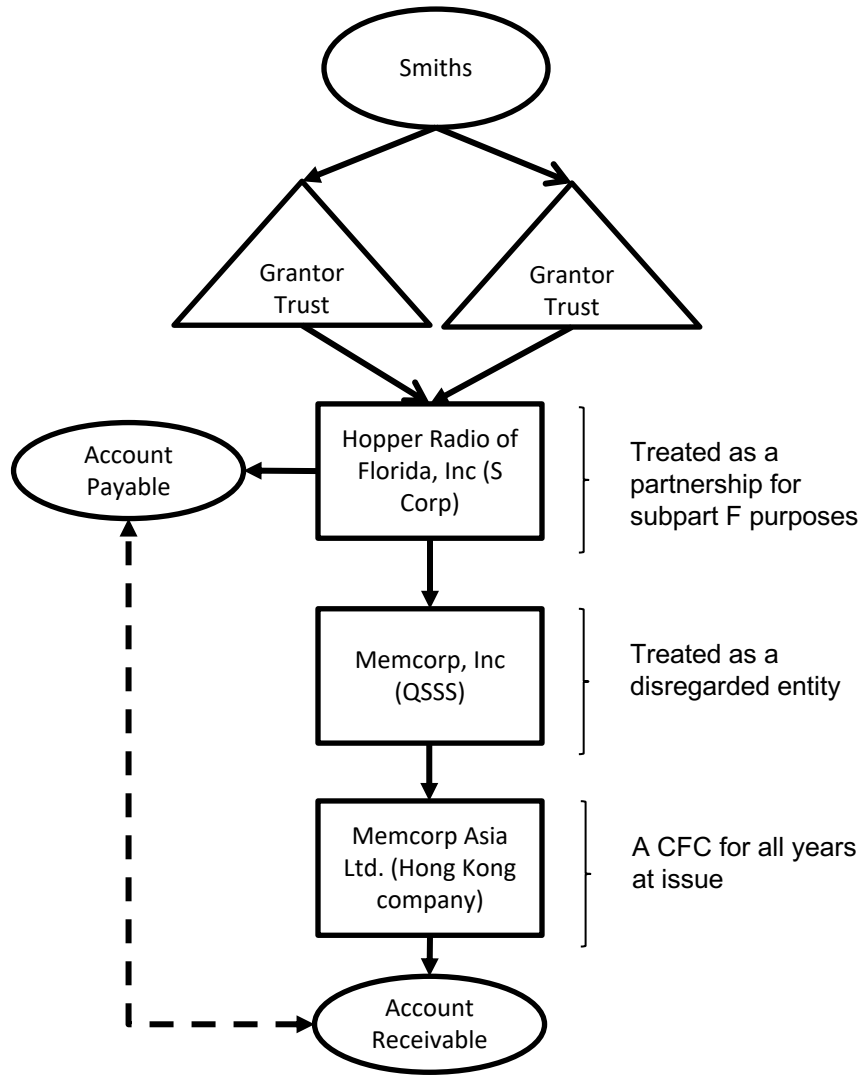 Smiths
Grantor
Trust
Grantor
Trust
Account
Payable
Hopper Radio of
Florida, Inc (S
Corp)
Treated as a
partnership for
subpart F purposes
Memcorp, Inc
(QSSS)
Treated as a
disregarded entity
Memcorp Asia
Ltd. (Hong Kong
company)
A CFC for all years
at issue
Account
Receivable